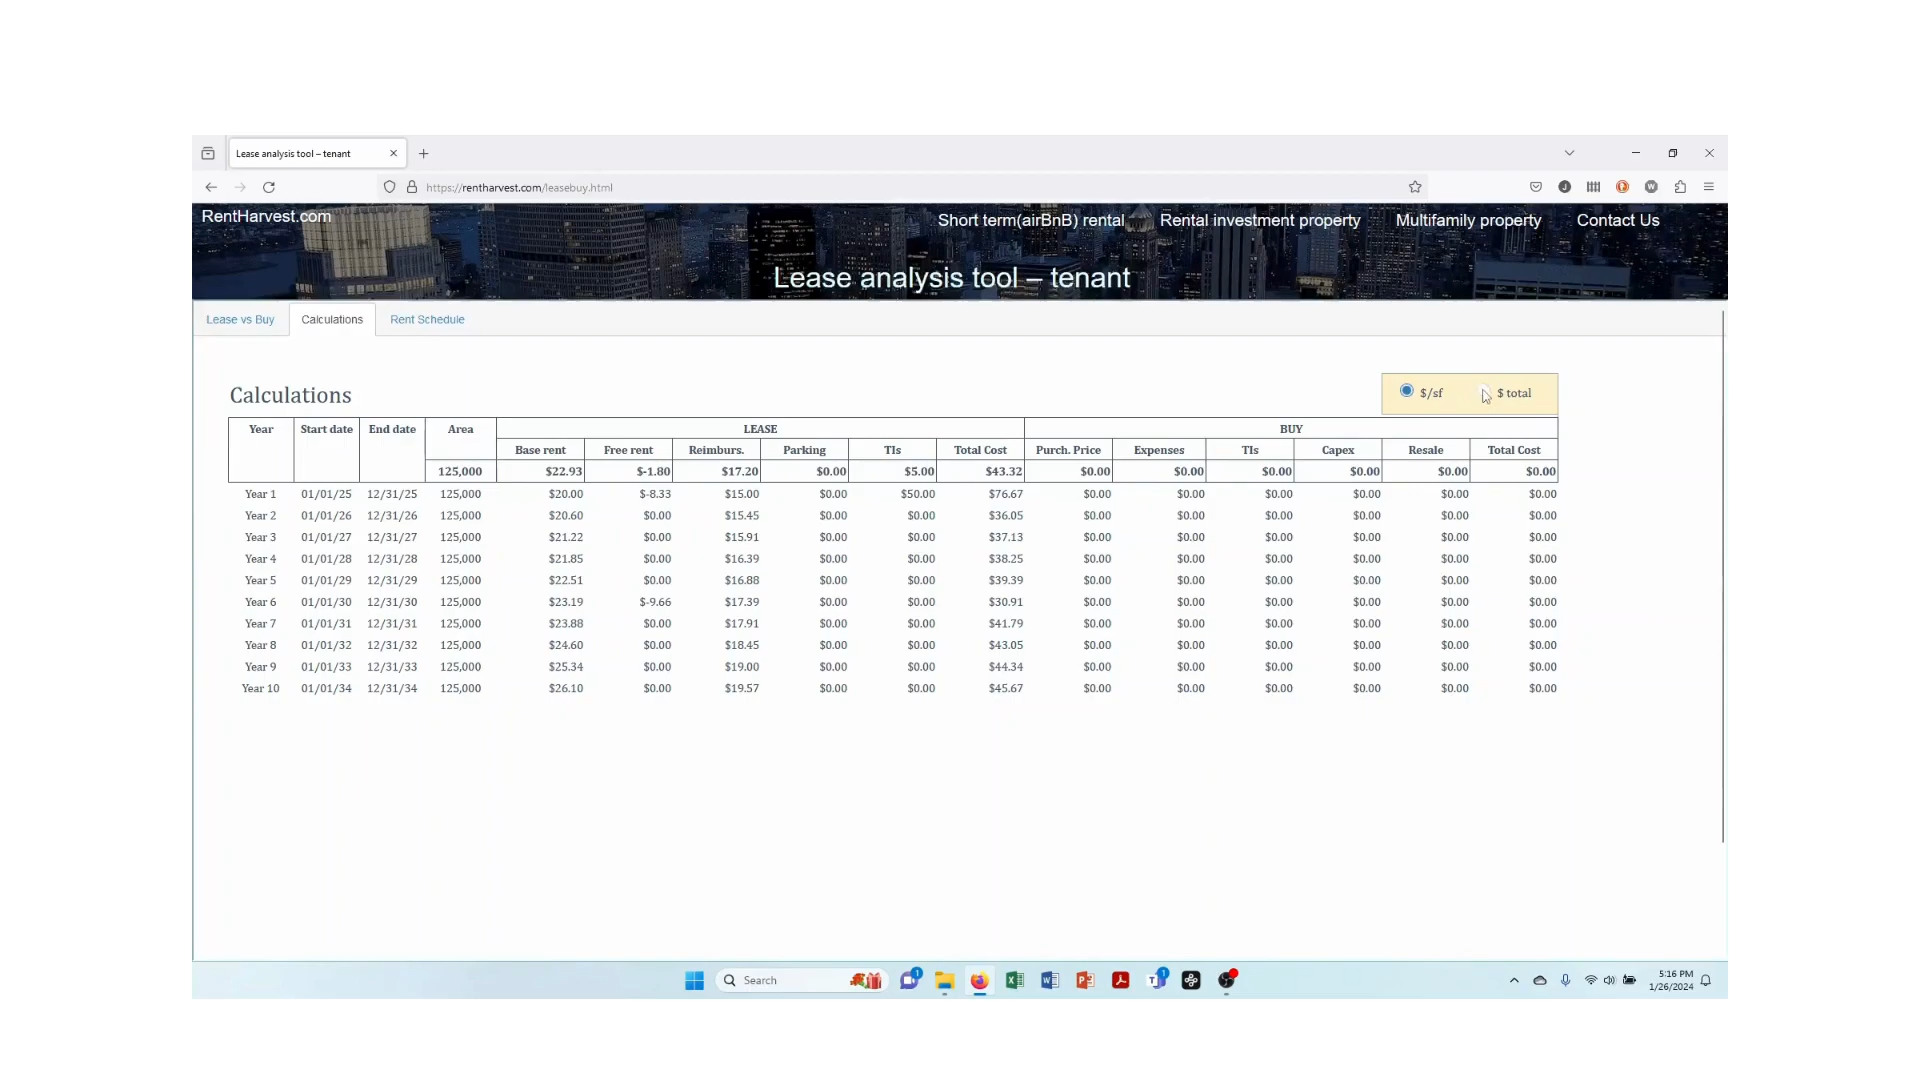 Lease analysis tool – tenant
https://rentharvest.com/leasebuy.html
RentHarvest.com
Short term(airBnB) rental Rental investment property Multifamily property Contact Us
Lease analysis tool – tenant
Lease vs Buy Calculations Rent Schedule
Calculations
$/sf $ total
Year Start date End date Area LEASE BUY
Base rent Free rent Reimburs. Parking TIs Total Cost Purch. Price Expenses TIs Capex Resale Total Cost
125,000 $22.93 $-1.80 $17.20 $0.00 $5.00 $43.32 $0.00 $0.00 $0.00 $0.00 $0.00 $0.00
Year 1 01/01/25 12/31/25 125,000 $20.00 $-8.33 $15.00 $0.00 $50.00 $76.67 $0.00 $0.00 $0.00 $0.00 $0.00 $0.00
Year 2 01/01/26 12/31/26 125,000 $20.60 $0.00 $15.45 $0.00 $0.00 $36.05 $0.00 $0.00 $0.00 $0.00 $0.00 $0.00
Year 3 01/01/27 12/31/27 125,000 $21.22 $0.00 $15.91 $0.00 $0.00 $37.13 $0.00 $0.00 $0.00 $0.00 $0.00 $0.00
Year 4 01/01/28 12/31/28 125,000 $21.85 $0.00 $16.39 $0.00 $0.00 $38.25 $0.00 $0.00 $0.00 $0.00 $0.00 $0.00
Year 5 01/01/29 12/31/29 125,000 $22.51 $0.00 $16.88 $0.00 $0.00 $39.39 $0.00 $0.00 $0.00 $0.00 $0.00 $0.00
Year 6 01/01/30 12/31/30 125,000 $23.19 $-9.66 $17.39 $0.00 $0.00 $30.91 $0.00 $0.00 $0.00 $0.00 $0.00 $0.00
Year 7 01/01/31 12/31/31 125,000 $23.88 $0.00 $17.91 $0.00 $0.00 $41.79 $0.00 $0.00 $0.00 $0.00 $0.00 $0.00
Year 8 01/01/32 12/31/32 125,000 $24.60 $0.00 $18.45 $0.00 $0.00 $43.05 $0.00 $0.00 $0.00 $0.00 $0.00 $0.00
Year 9 01/01/33 12/31/33 125,000 $25.34 $0.00 $19.00 $0.00 $0.00 $44.34 $0.00 $0.00 $0.00 $0.00 $0.00 $0.00
Year 10 01/01/34 12/31/34 125,000 $26.10 $0.00 $19.57 $0.00 $0.00 $45.67 $0.00 $0.00 $0.00 $0.00 $0.00 $0.00
Search
5:16 PM
1/26/2024